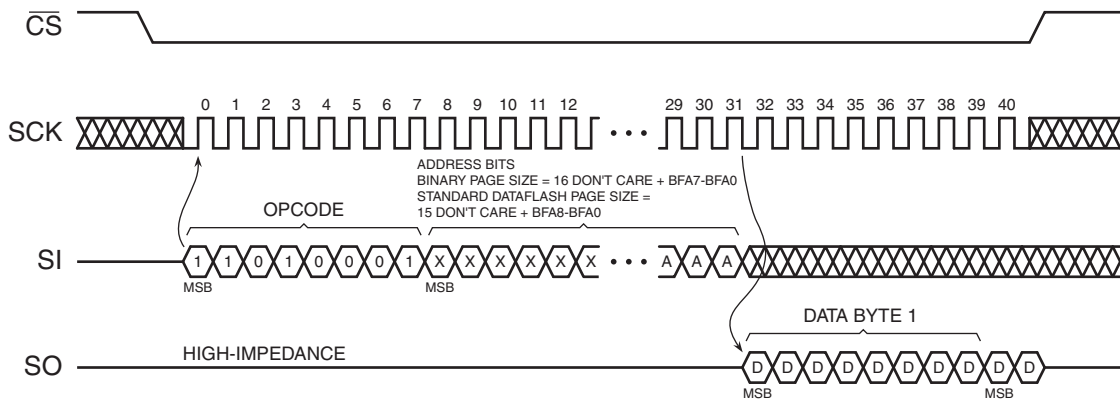 CS
SCK
0 1 2 3 4 5 6 7 8 9 10 11 12 29 30 31 32 33 34 35 36 37 38 39 40
ADDRESS BITS
BINARY PAGE SIZE = 16 DON'T CARE + BFA7-BFA0
STANDARD DATAFLASH PAGE SIZE =
15 DON'T CARE + BFA8-BFA0
OPCODE
SI
1 1 0 1 0 0 0 1 X X X X X X A A A
MSB MSB
DATA BYTE 1
HIGH-IMPEDANCE
SO
D D D D D D D D D D
MSB MSB